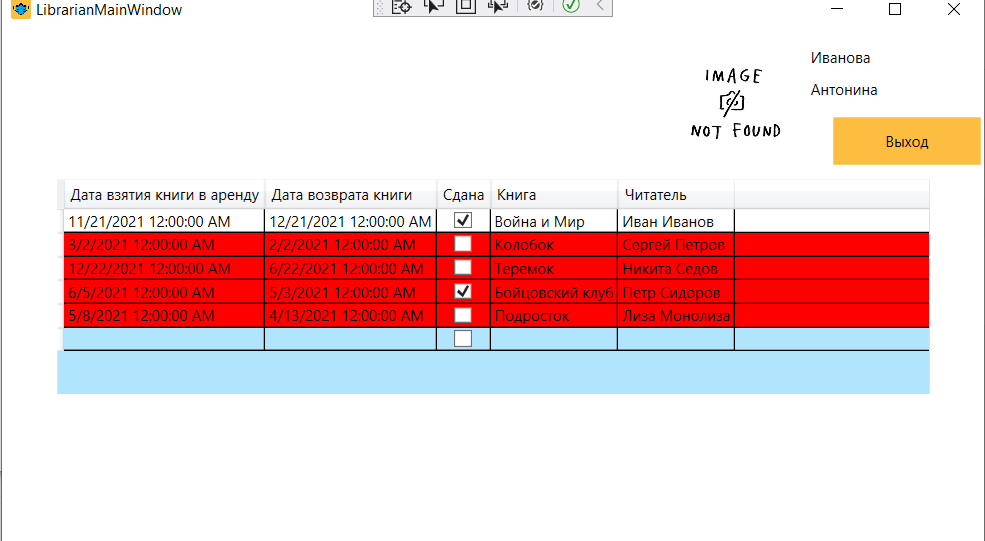 LibrarianMainWindow
Иванова
IMAGE
Антонина
NOT FOUND
Выход
Дата взятия книги в аренду Дата возврата книги Сдана Книга Читатель
11/21/2021 12:00:00 AM 12/21/2021 12:00:00 AM Война и Мир Иван Иванов
3/2/2021 12:00:00 AM 2/2/2021 12:00:00 AM Колобок Сергей Петров
12/22/2021 12:00:00 AM 6/22/2021 12:00:00 AM Теремок Никита Седов
6/5/2021 12:00:00 AM 5/3/2021 12:00:00 AM Бойцовский клуб Петр Сидоров
5/8/2021 12:00:00 AM 4/13/2021 12:00:00 AM Подросток Лиза Монолиза